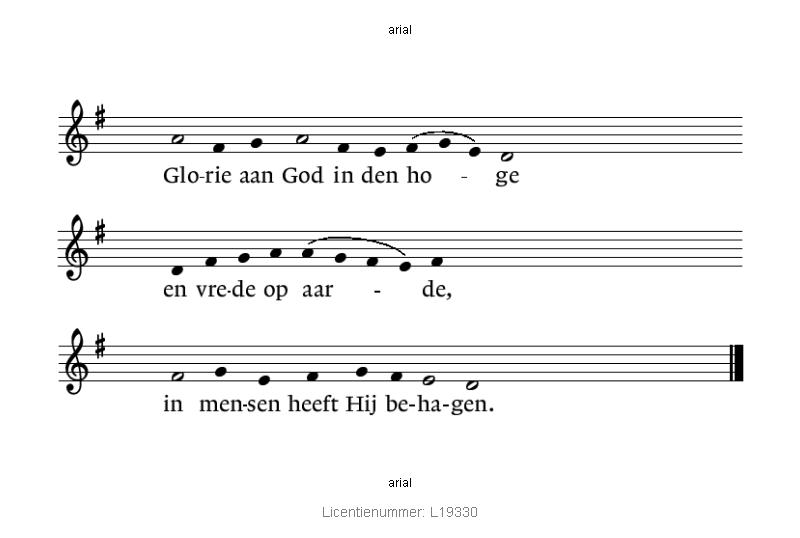 arial
Glo-rie aan God in den ho - ge
en vre-de op aar - de,
in men-sen heeft Hij be-ha-gen.
arial
Licentienummer: L19330